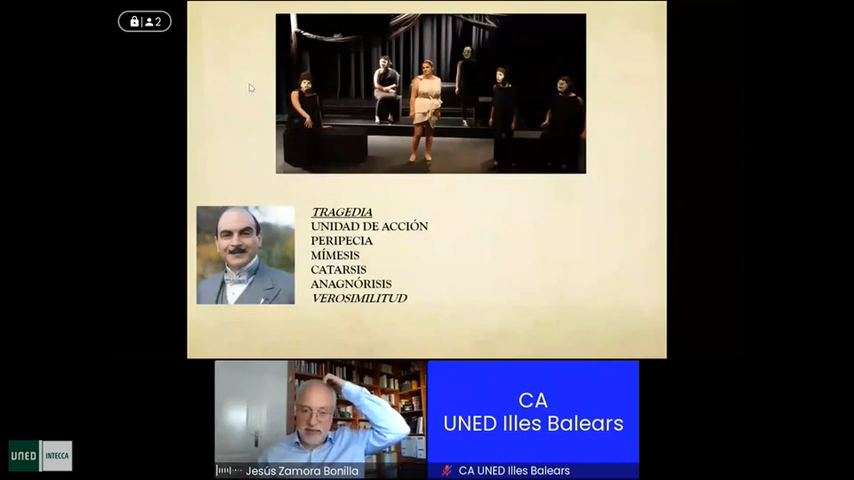 2
TRAGEDIA
UNIDAD DE ACCIÓN
PERIPECIA
MÍMESIS
CATARSIS
ANAGNÓRISIS
VEROSIMILITUD
CA
UNED Illes Balears
Jesús Zamora Bonilla
CA UNED Illes Balears
UNED INTECCA